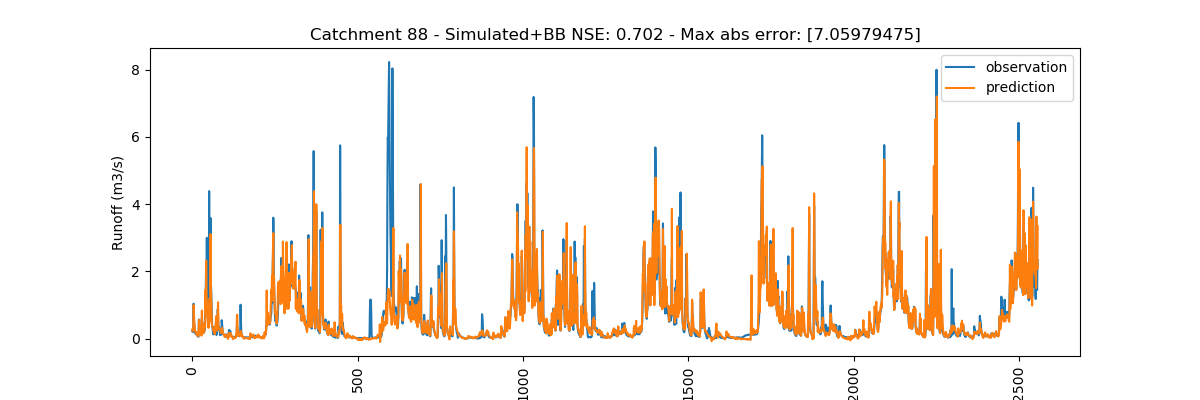 Catchment 88 - Simulated+BB NSE: 0.702 - Max abs error: [7.05979475]
observation
prediction
Runoff (m3/s)
8
6
4
2
0
0
500
1000
1500
2000
2500